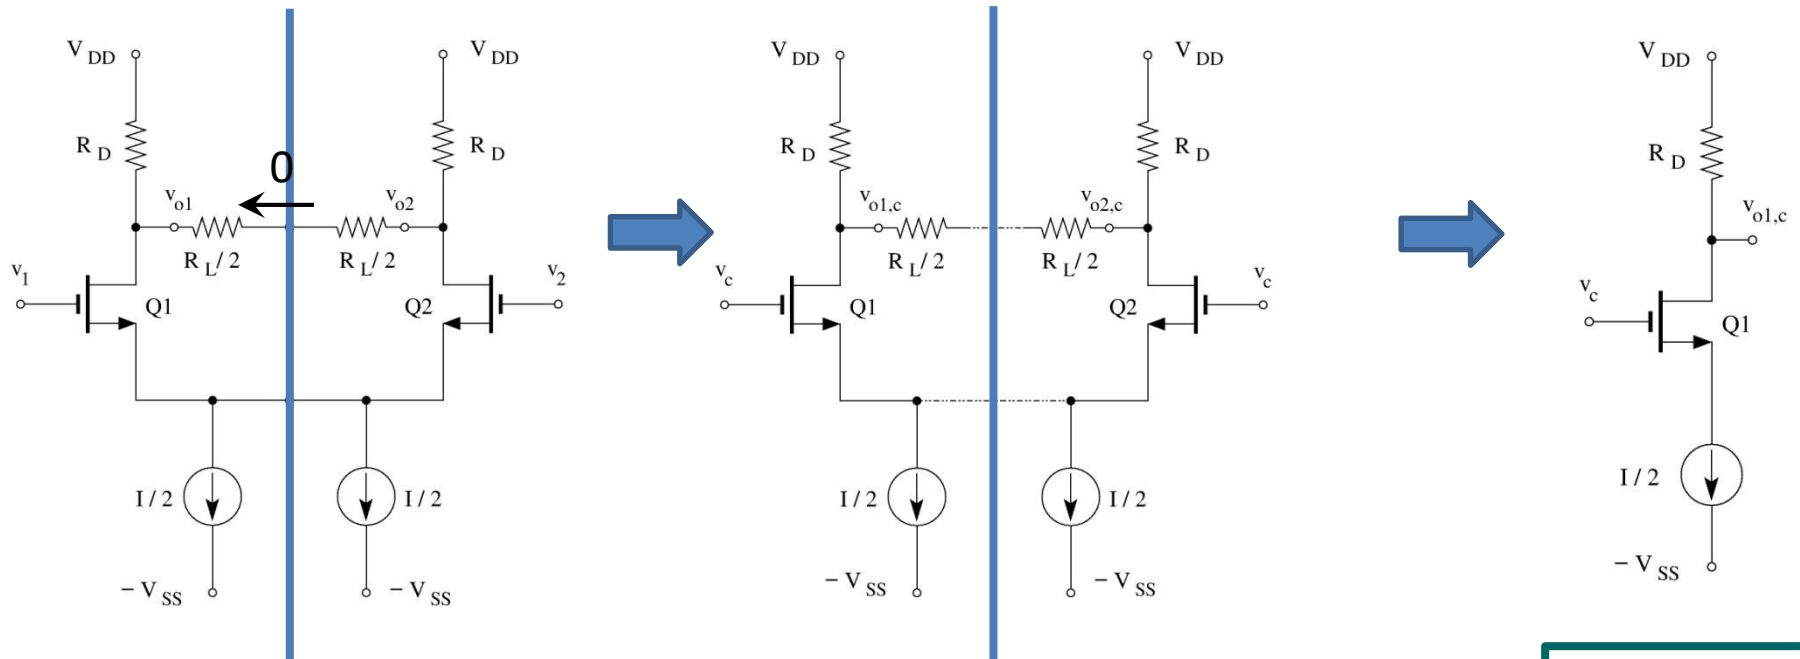 V DD
V DD
R D
R D
0
v o1
v o2
R L / 2
R L / 2
v 1
v 2
Q1
Q2
I / 2
I / 2
– V SS
– V SS
V DD
V DD
R D
R D
v o1,c
v o2,c
R L / 2
R L / 2
v c
v c
Q1
Q2
I / 2
I / 2
– V SS
– V SS
V DD
R D
v o1,c
v c
Q1
I / 2
– V SS